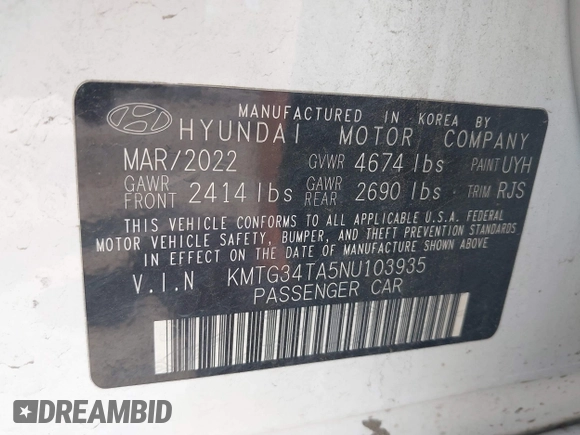 MANUFACTURED IN KOREA BY
HYUNDAI MOTOR COMPANY
MAR/2022 GVWR 4674 lbs PAINT UYH
GAWR FRONT 2414 lbs GAWR REAR 2690 lbs TRIM RJS
THIS VEHICLE CONFORMS TO ALL APPLICABLE U.S.A. FEDERAL
MOTOR VEHICLE SAFETY, BUMPER, AND THEFT PREVENTION STANDARDS
IN EFFECT ON THE DATE OF MANUFACTURE SHOWN ABOVE.
V.I.N KMTG34TA5NU103935
PASSENGER CAR
DREAMBID